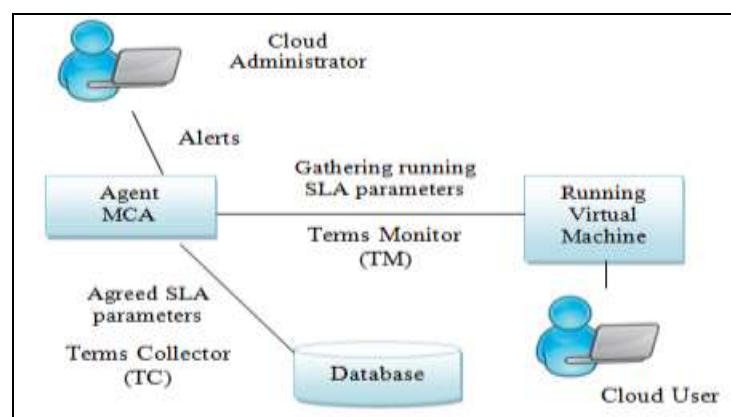 Cloud
Administrator
Alerts
Gathering running
SLA parameters
Agent
MCA
Running
Virtual
Machine
Terms Monitor
(TM)
Agreed SLA
parameters
Terms Collector
(TC)
Database
Cloud User